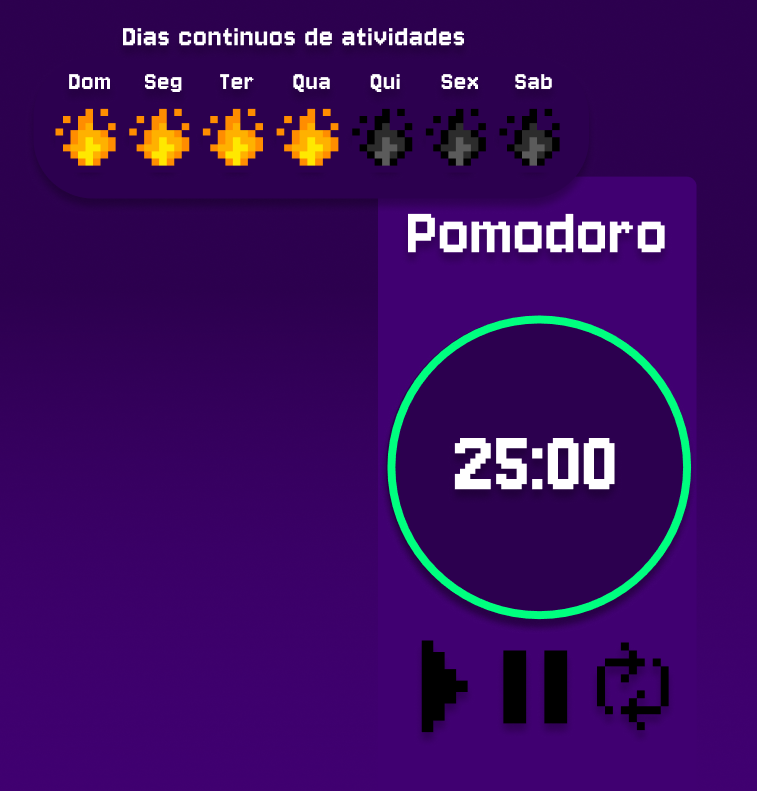 Dias continuos de atividades
Dom Seg Ter Qua Qui Sex Sab
Pomodoro
25:00